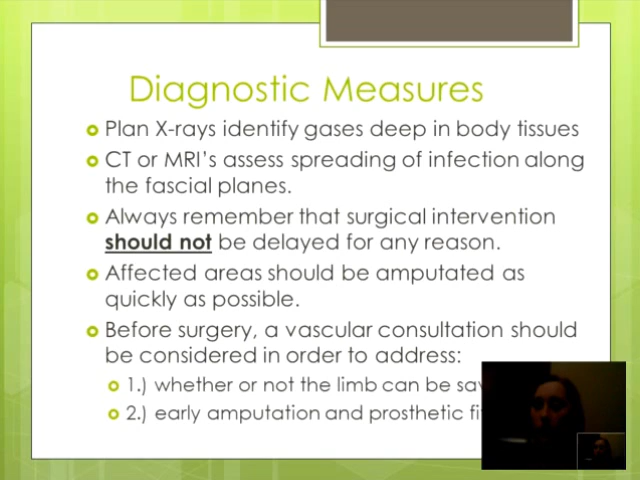 Diagnostic Measures
Plan X-rays identify gases deep in body tissues
CT or MRI's assess spreading of infection along
the fascial planes.
Always remember that surgical intervention
should not be delayed for any reason.
Affected areas should be amputated as
quickly as possible.
Before surgery, a vascular consultation should
be considered in order to address:
1.) whether or not the limb can be
2.) early amputation and prosthetic